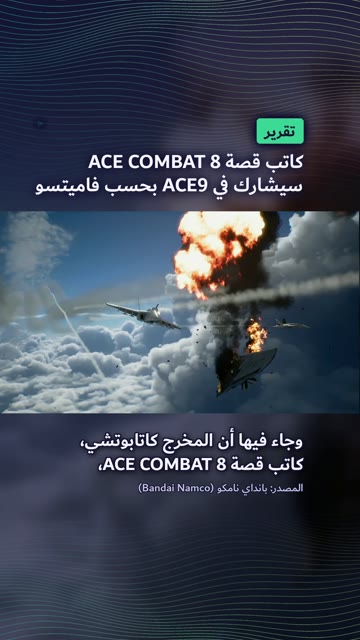 تقرير
كاتب قصة ACE COMBAT 8
سيشارك في ACE9 بحسب فاميتسو
وجاء فيها أن المخرج كاتابوتشي،
كاتب قصة ACE COMBAT 8،
المصدر: بانداي نامكو (Bandai Namco)